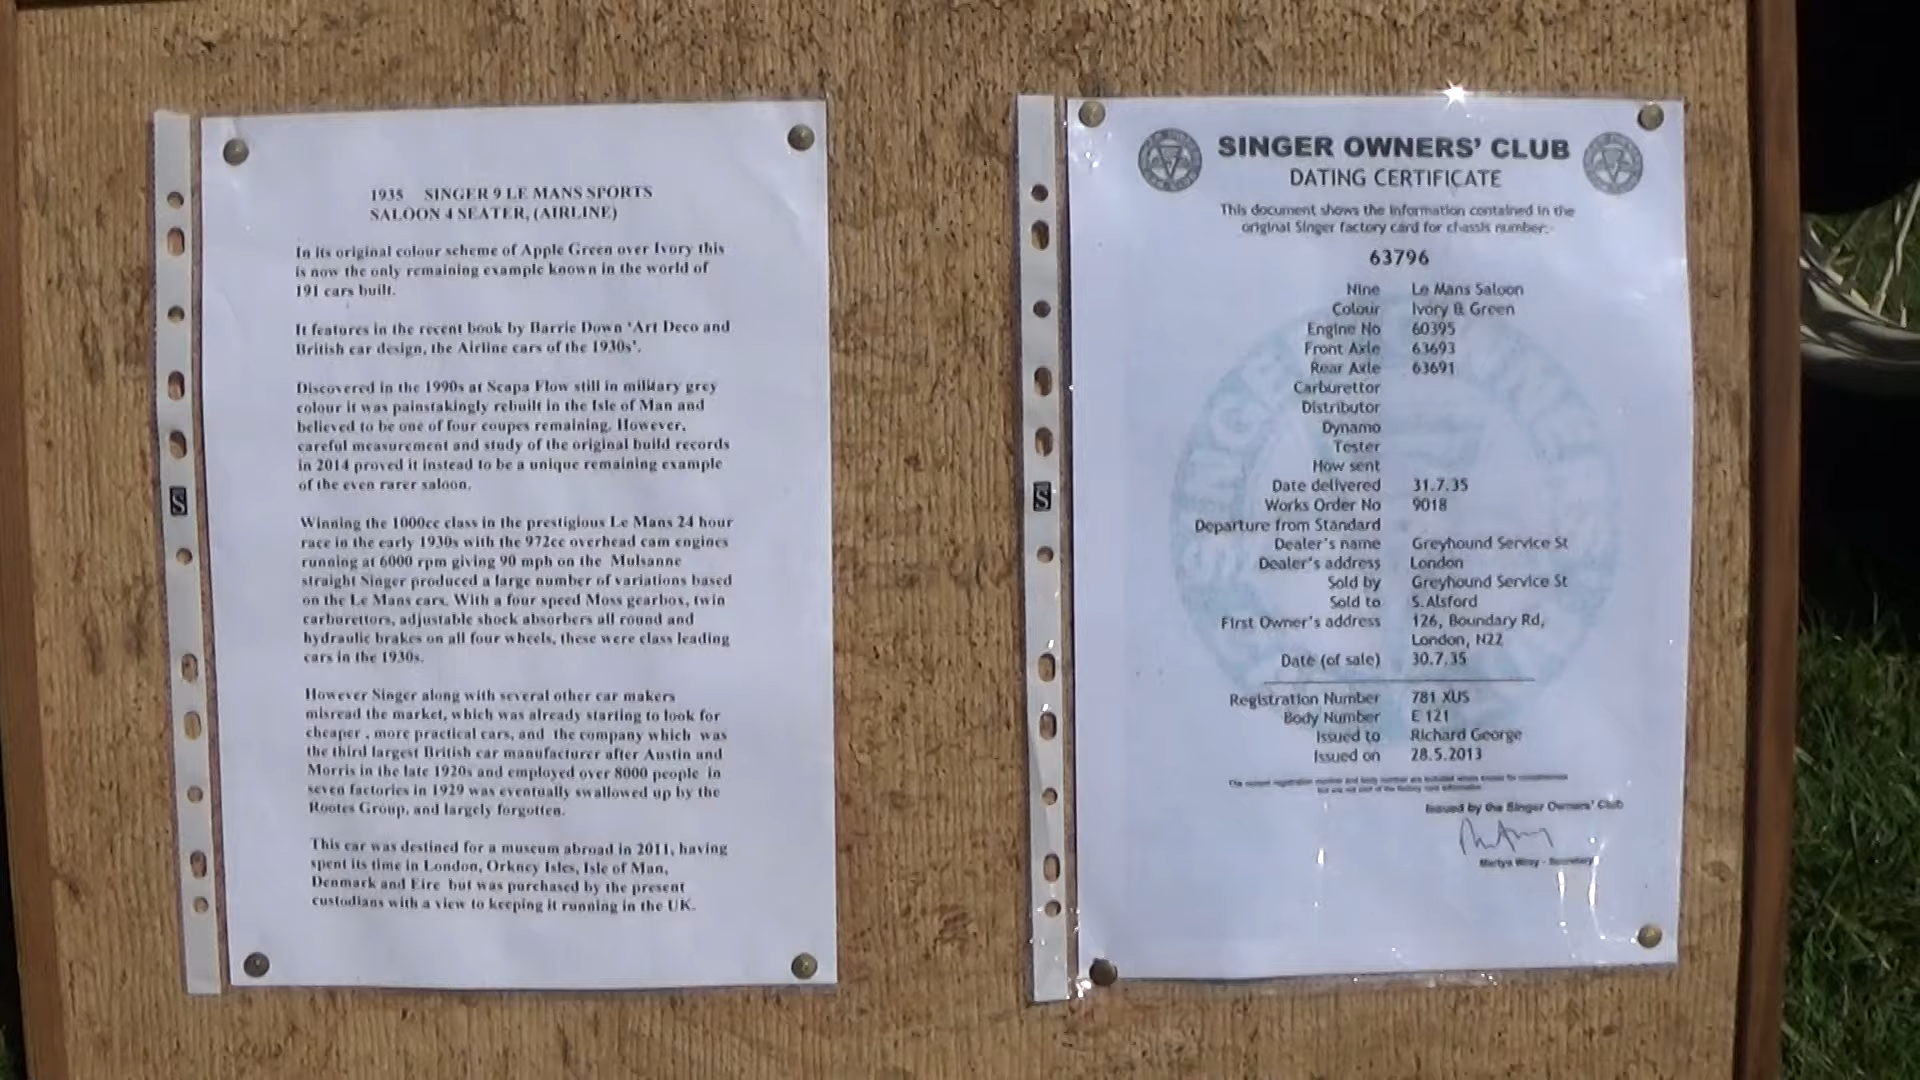 1935 SINGER 9 LE MANS SPORTS
SALOON 4 SEATER, (AIRLINE)
In its original colour scheme of Apple Green over Ivory this
is now the only remaining example known in the world of
191 cars built.
It features in the recent book by Barrie Down 'Art Deco and
British car design, the Airline cars of the 1930s'.
Discovered in the 1990s at Scapa Flow still in military grey
colour it was painstakingly rebuilt in the Isle of Man and
believed to be one of four coupes remaining. However,
careful measurement and study of the original build records
in 2014 proved it instead to be a unique remaining example
of the even rarer saloon.
Winning the 1000cc class in the prestigious Le Mans 24 hour
race in the early 1930s with the 972cc overhead cam engines
running at 6000 rpm giving 90 mph on the Mulsanne
straight Singer produced a large number of variations based
on the Le Mans cars. With a four speed Moss gearbox, twin
carburettors, adjustable shock absorbers all round and
hydraulic brakes on all four wheels, these were class leading
cars in the 1930s.
However Singer along with several other car makers
misread the market, which was already starting to look for
cheaper , more practical cars, and the company which was
the third largest British car manufacturer after Austin and
Morris in the late 1920s and employed over 8000 people in
seven factories in 1929 was eventually swallowed up by the
Rootes Group, and largely forgotten.
This car was destined for a museum abroad in 2011, having
spent its time in London, Orkney Isles, Isle of Man,
Denmark and Eire but was purchased by the present
custodians with a view to keeping it running in the UK.
SINGER OWNERS' CLUB
DATING CERTIFICATE
This document shows the information contained in the
original Singer factory card for chassis number:-
63796
Nine Le Mans Saloon
Colour Ivory & Green
Engine No 60395
Front Axle 63693
Rear Axle 63691
Carburettor
Distributor
Dynamo
Tester
How sent
Date delivered 31.7.35
Works Order No 9018
Departure from Standard
Dealer's name Greyhound Service St
Dealer's address London
Sold by Greyhound Service St
Sold to S.Alsford
First Owner's address 126, Boundary Rd,
London, N22
Date (of sale) 30.7.35
Registration Number 781 XUS
Body Number E 121
Issued to Richard George
Issued on 28.5.2013
Issued by the Singer Owners' Club
Martyn Wray - Secretary